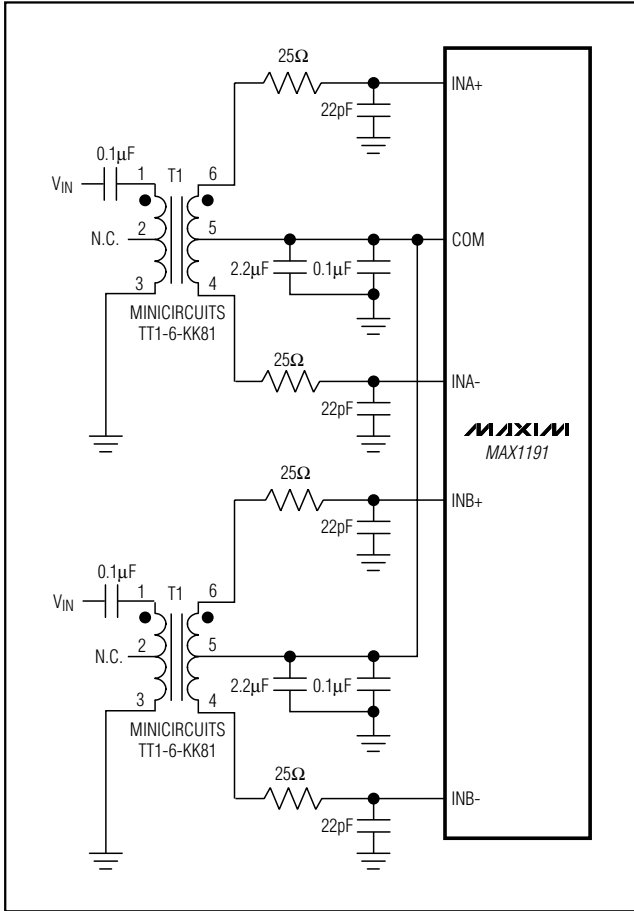 25Ω
INA+
22pF
0.1μF
1 T1 6
VIN
2 5
N.C. COM
2.2μF 0.1μF
3 4
MINICIRCUITS
TT1-6-KK81
25Ω
INA-
22pF
MAXIM
MAX1191
25Ω
INB+
22pF
0.1μF
1 T1 6
VIN
2 5
N.C.
2.2μF 0.1μF
3 4
MINICIRCUITS
TT1-6-KK81
25Ω
INB-
22pF